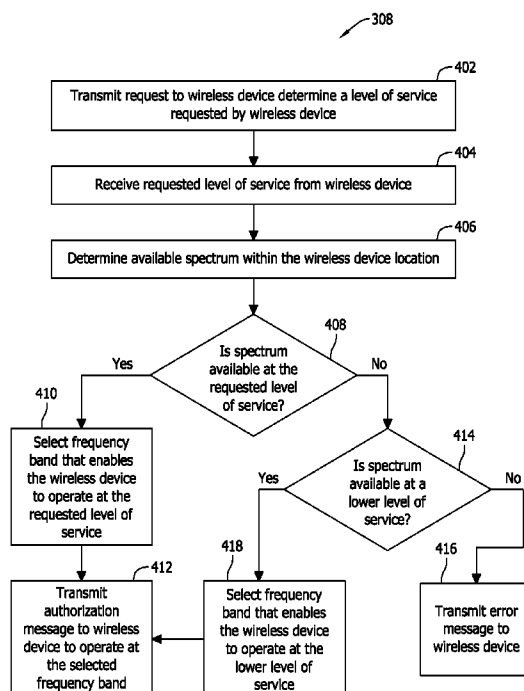 308
402
Transmit request to wireless device determine a level of service
requested by wireless device
404
Receive requested level of service from wireless device
406
Determine available spectrum within the wireless device location
408
Is spectrum
available at the
requested level
of service?
Yes
No
410
Select frequency
band that enables
the wireless device
to operate at the
requested level of
service
414
Is spectrum
available at a
lower level of
service?
Yes
No
412
Transmit
authorization
message to wireless
device to operate at
the selected
frequency band
418
Select frequency
band that enables
the wireless device
to operate at the
lower level of
service
416
Transmit error
message to
wireless device